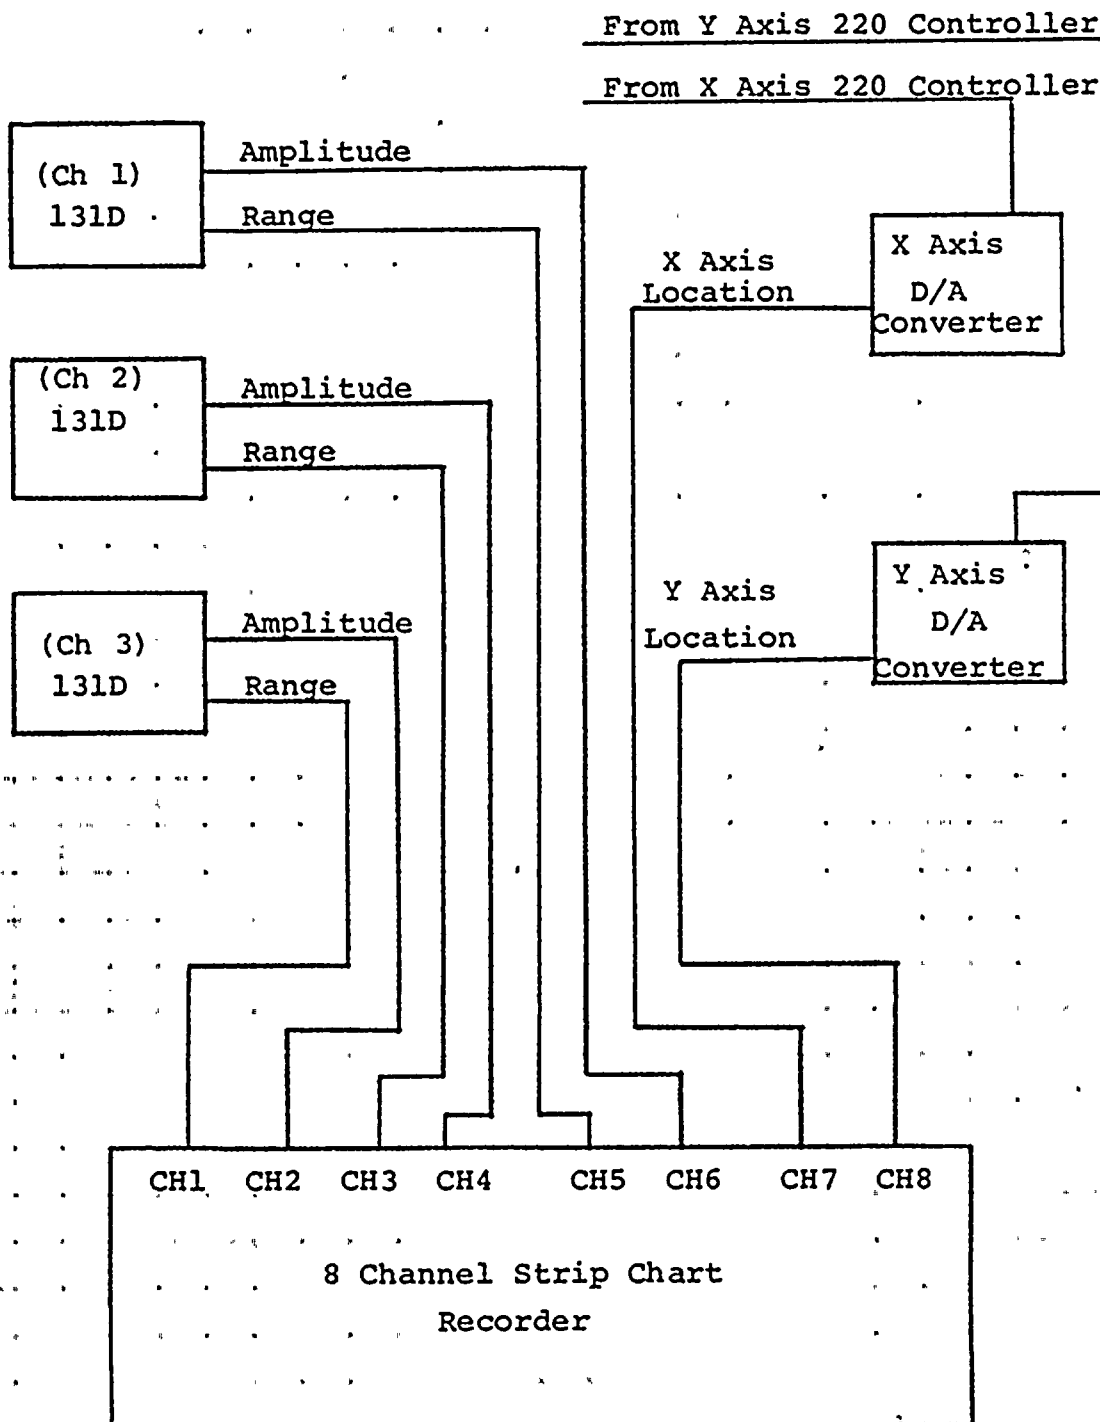 From Y Axis 220 Controller
From X Axis 220 Controller
(Ch 1)
131D
Amplitude
Range
X Axis
Location
X Axis
D/A
Converter
(Ch 2)
131D
Amplitude
Range
(Ch 3)
131D
Amplitude
Range
Y Axis
Location
Y Axis
D/A
Converter
CH1 CH2 CH3 CH4 CH5 CH6 CH7 CH8
8 Channel Strip Chart
Recorder